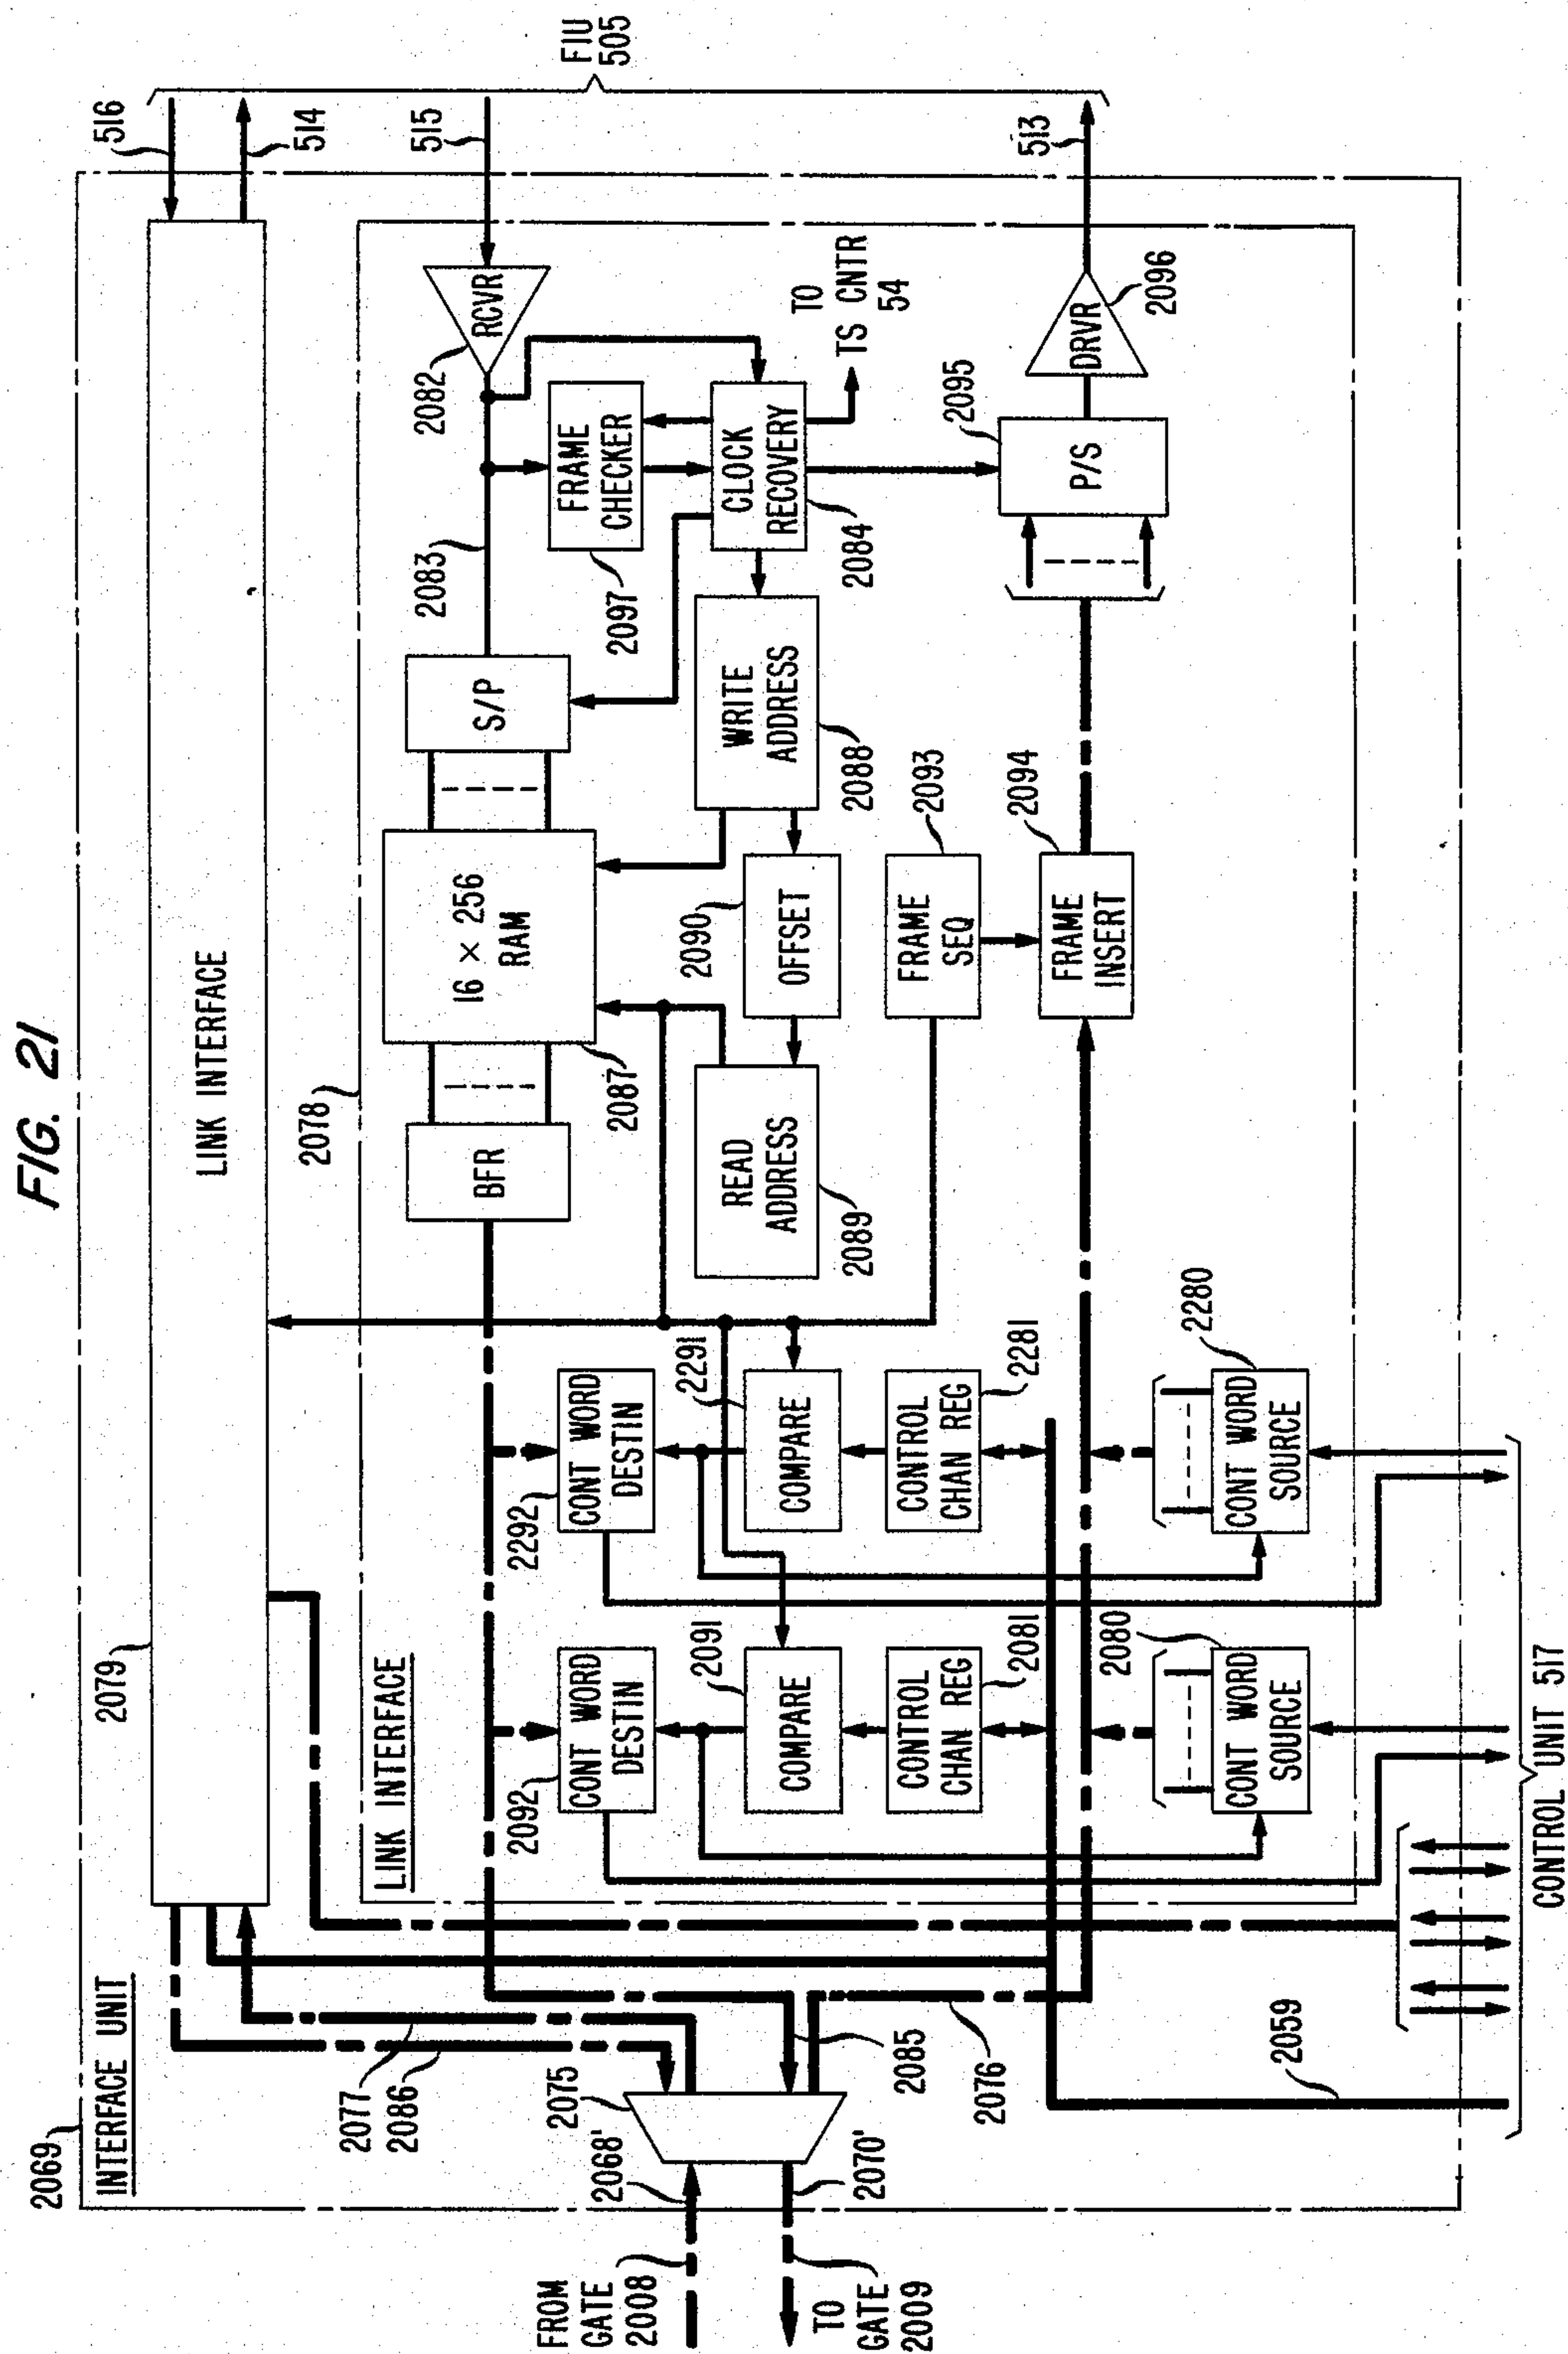 FIG. 21
2069
INTERFACE UNIT
2079
LINK INTERFACE
516
514
FIU
505
515
513
2078
LINK INTERFACE
2077
2086
2075
2068'
FROM
GATE
2008
2070'
TO
GATE
2009
2085
2076
2059
BFR
16 × 256
RAM
2087
S/P
2083
2082
RCVR
FRAME
CHECKER
2097
CLOCK
RECOVERY
2084
TO
TS CNTR
54
WRITE
ADDRESS
2088
OFFSET
2090
READ
ADDRESS
2089
FRAME
SEQ
2093
FRAME
INSERT
2094
P/S
2095
DRVR
2096
2292
CONT WORD
DESTIN
2291
COMPARE
CONTROL
CHAN REG
2281
2280
CONT WORD
SOURCE
2092
CONT WORD
DESTIN
2091
COMPARE
CONTROL
CHAN REG
2081
2080
CONT WORD
SOURCE
CONTROL UNIT 517